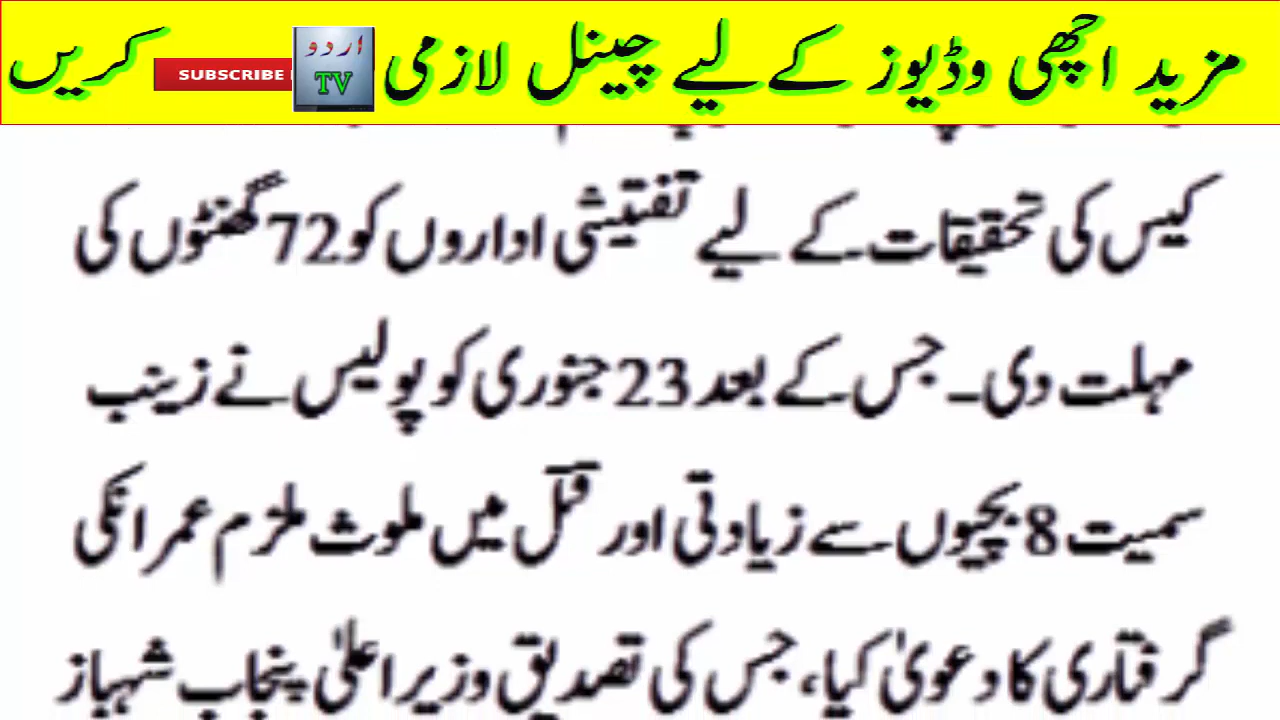 مزید اچھی وڈیوز کے لیے چینل لازمی اردو TV SUBSCRIBE کریں
کیس کی تحقیقات کے لیے تفتیشی اداروں کو 72 گھنٹوں کی
مہلت دی۔ جس کے بعد 23 جنوری کو پولیس نے زینب
سمیت 8 بچیوں سے زیادتی اور قتل میں ملوث ملزم عمرانکی
گرفتاری کا دعویٰ کیا، جس کی تصدیق وزیراعلیٰ پنجاب شہباز